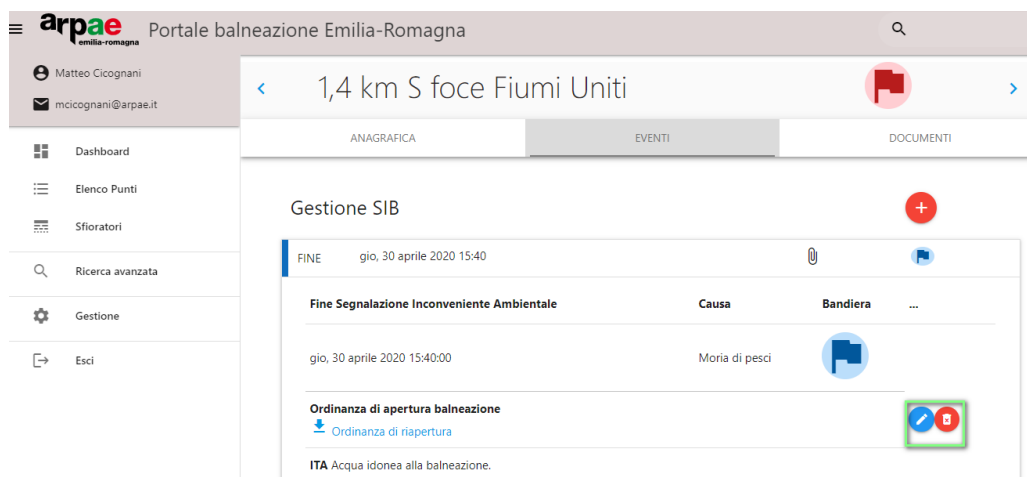 arpae
emilia-romagna
Portale balneazione Emilia-Romagna
Matteo Cicognani
mcicognani@arpae.it
Dashboard
Elenco Punti
Sfioratori
Ricerca avanzata
Gestione
Esci
1,4 km S foce Fiumi Uniti
ANAGRAFICA EVENTI DOCUMENTI
Gestione SIB
FINE gio, 30 aprile 2020 15:40
Fine Segnalazione Inconveniente Ambientale Causa Bandiera ...
gio, 30 aprile 2020 15:40:00 Moria di pesci
Ordinanza di apertura balneazione
Ordinanza di riapertura
ITA Acqua idonea alla balneazione.